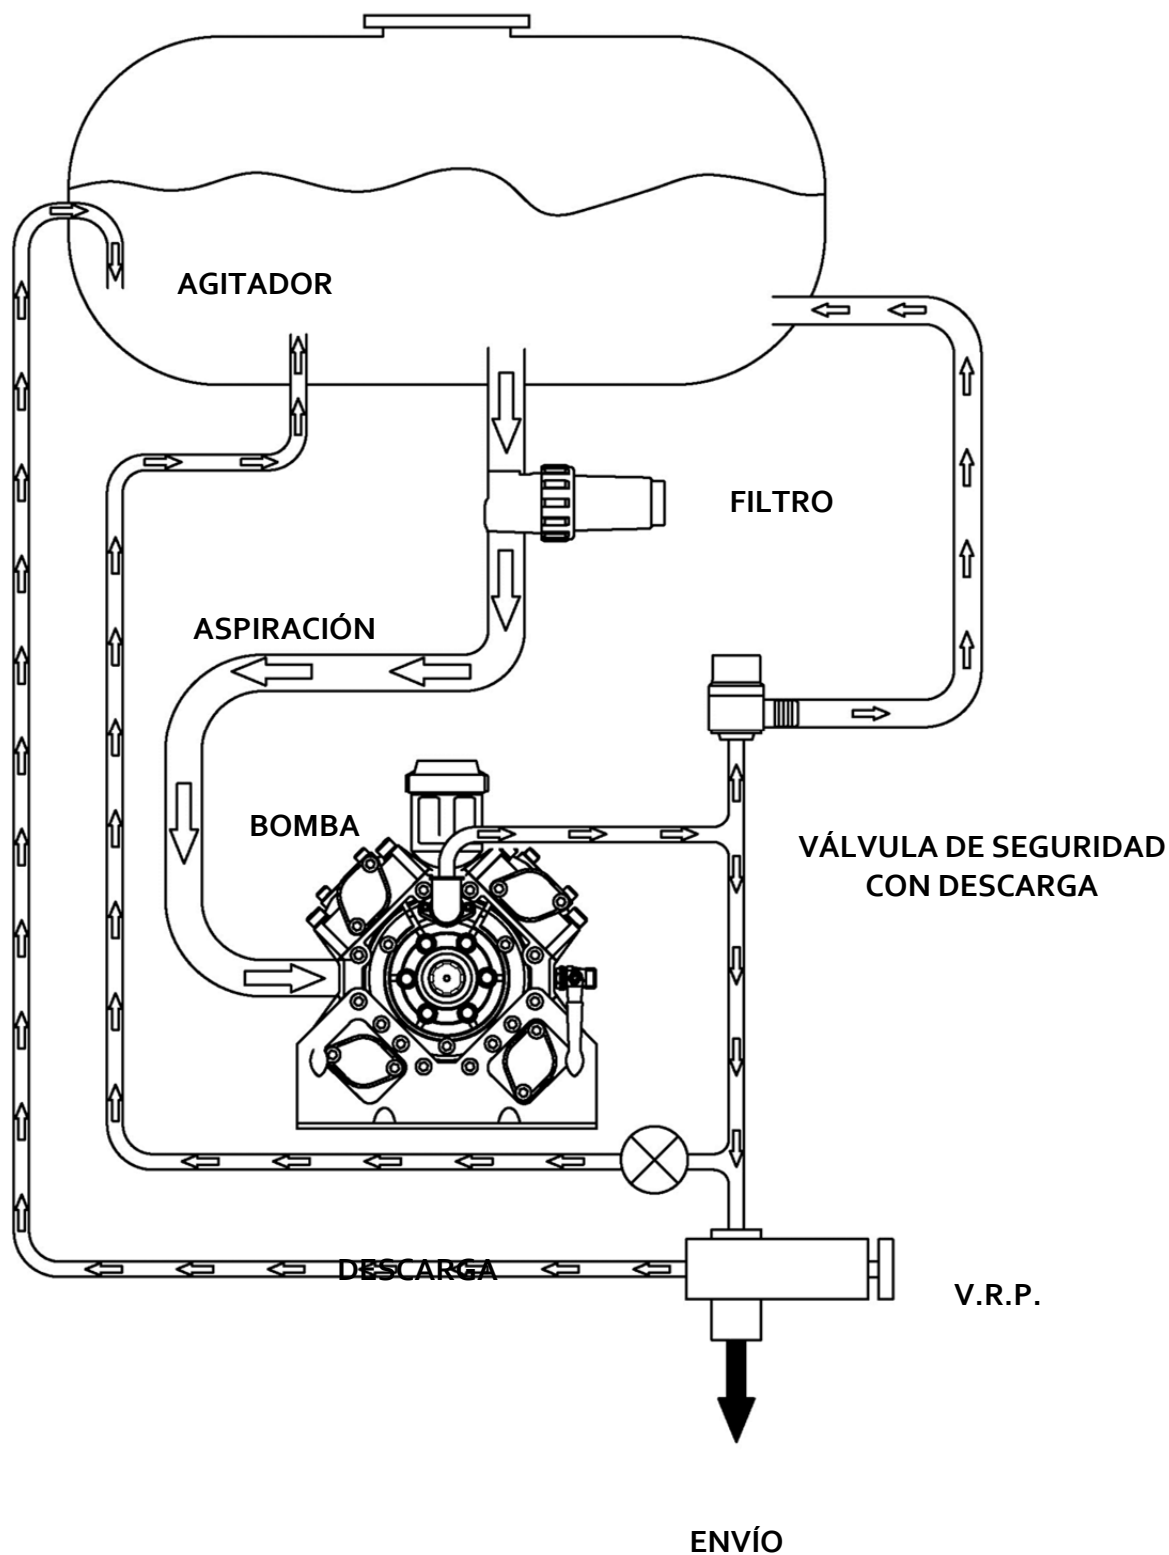 AGITADOR
FILTRO
ASPIRACIÓN
BOMBA
VÁLVULA DE SEGURIDAD
CON DESCARGA
DESCARGA
V.R.P.
ENVÍO